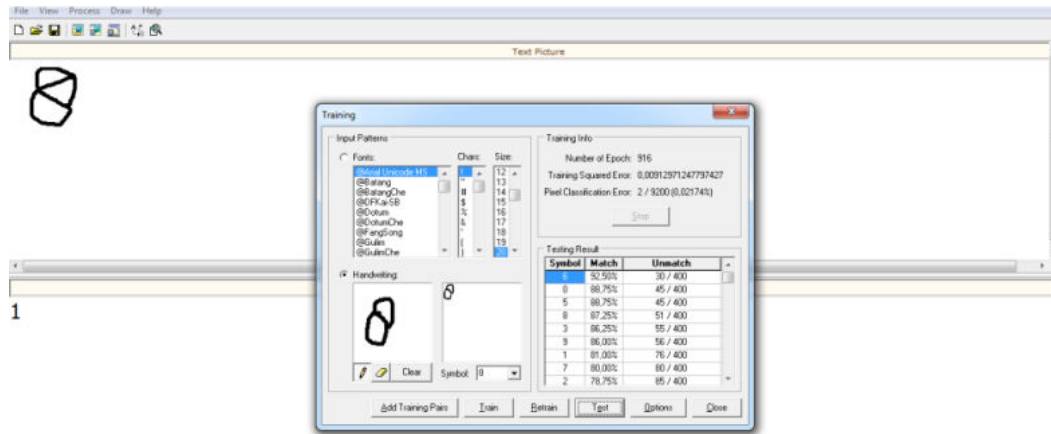 File View Process Draw Help
Text Picture
8
Training
Input Patterns
Fonts:
Chars:
Size:
@Arial Unicode MS
@Batang
@BatangChe
@DFKai-SB
@Dotum
@DotumChe
@FangSong
@Gulim
@GulimChe
!
"
#
$
%
&
'
(
)
12
13
14
15
16
17
18
19
20
Handwriting:
8
8
Clear
Symbol: 8
Training Info
Number of Epoch: 916
Training Squared Error: 0,00912971247797427
Pixel Classification Error: 2 / 9200 (0,02174%)
Stop
Testing Result
Symbol Match Unmatch
6 92,50% 30 / 400
0 88,75% 45 / 400
5 88,75% 45 / 400
8 87,25% 51 / 400
3 86,25% 55 / 400
9 86,00% 56 / 400
1 81,00% 76 / 400
7 80,00% 80 / 400
2 78,75% 85 / 400
Add Training Pairs Train Retrain Test Options Close
1